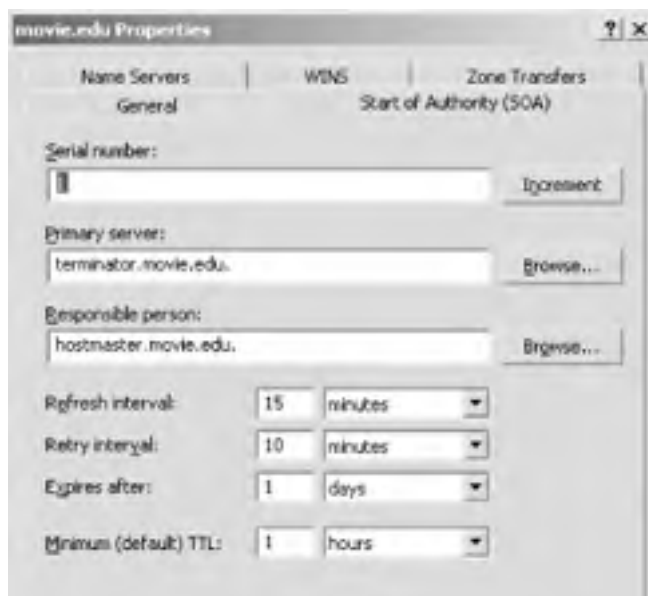 movie.edu Properties ? ×
Name Servers WINS Zone Transfers
General Start of Authority (SOA)
Serial number:
1 Increment
Primary server:
terminator.movie.edu. Browse...
Responsible person:
hostmaster.movie.edu. Browse...
Refresh interval: 15 minutes
Retry interval: 10 minutes
Expires after: 1 days
Minimum (default) TTL: 1 hours